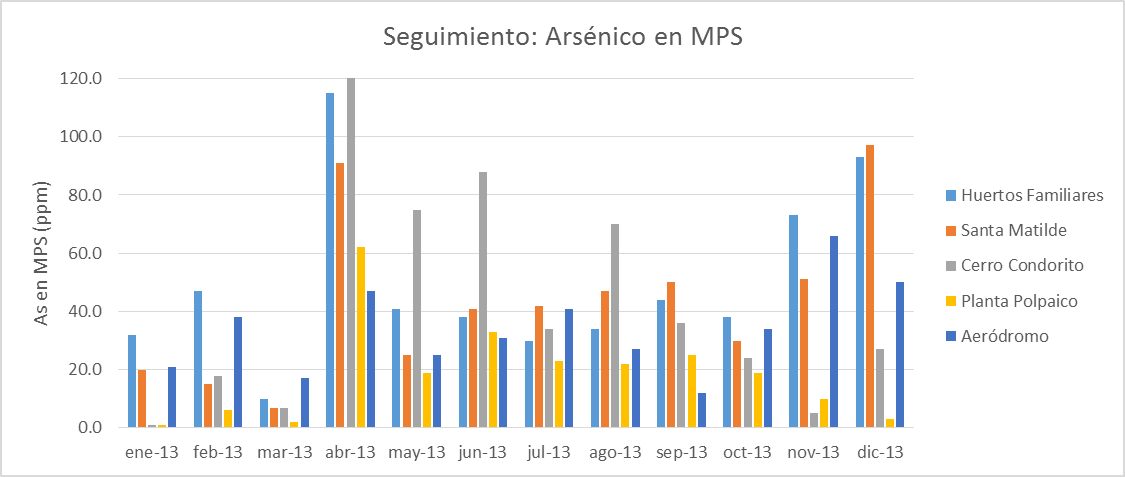 Seguimiento: Arsénico en MPS
As en MPS (ppm)
120.0
100.0
80.0
60.0
40.0
20.0
0.0
ene-13 feb-13 mar-13 abr-13 may-13 jun-13 jul-13 ago-13 sep-13 oct-13 nov-13 dic-13
Huertos Familiares
Santa Matilde
Cerro Condorito
Planta Polpaico
Aeródromo